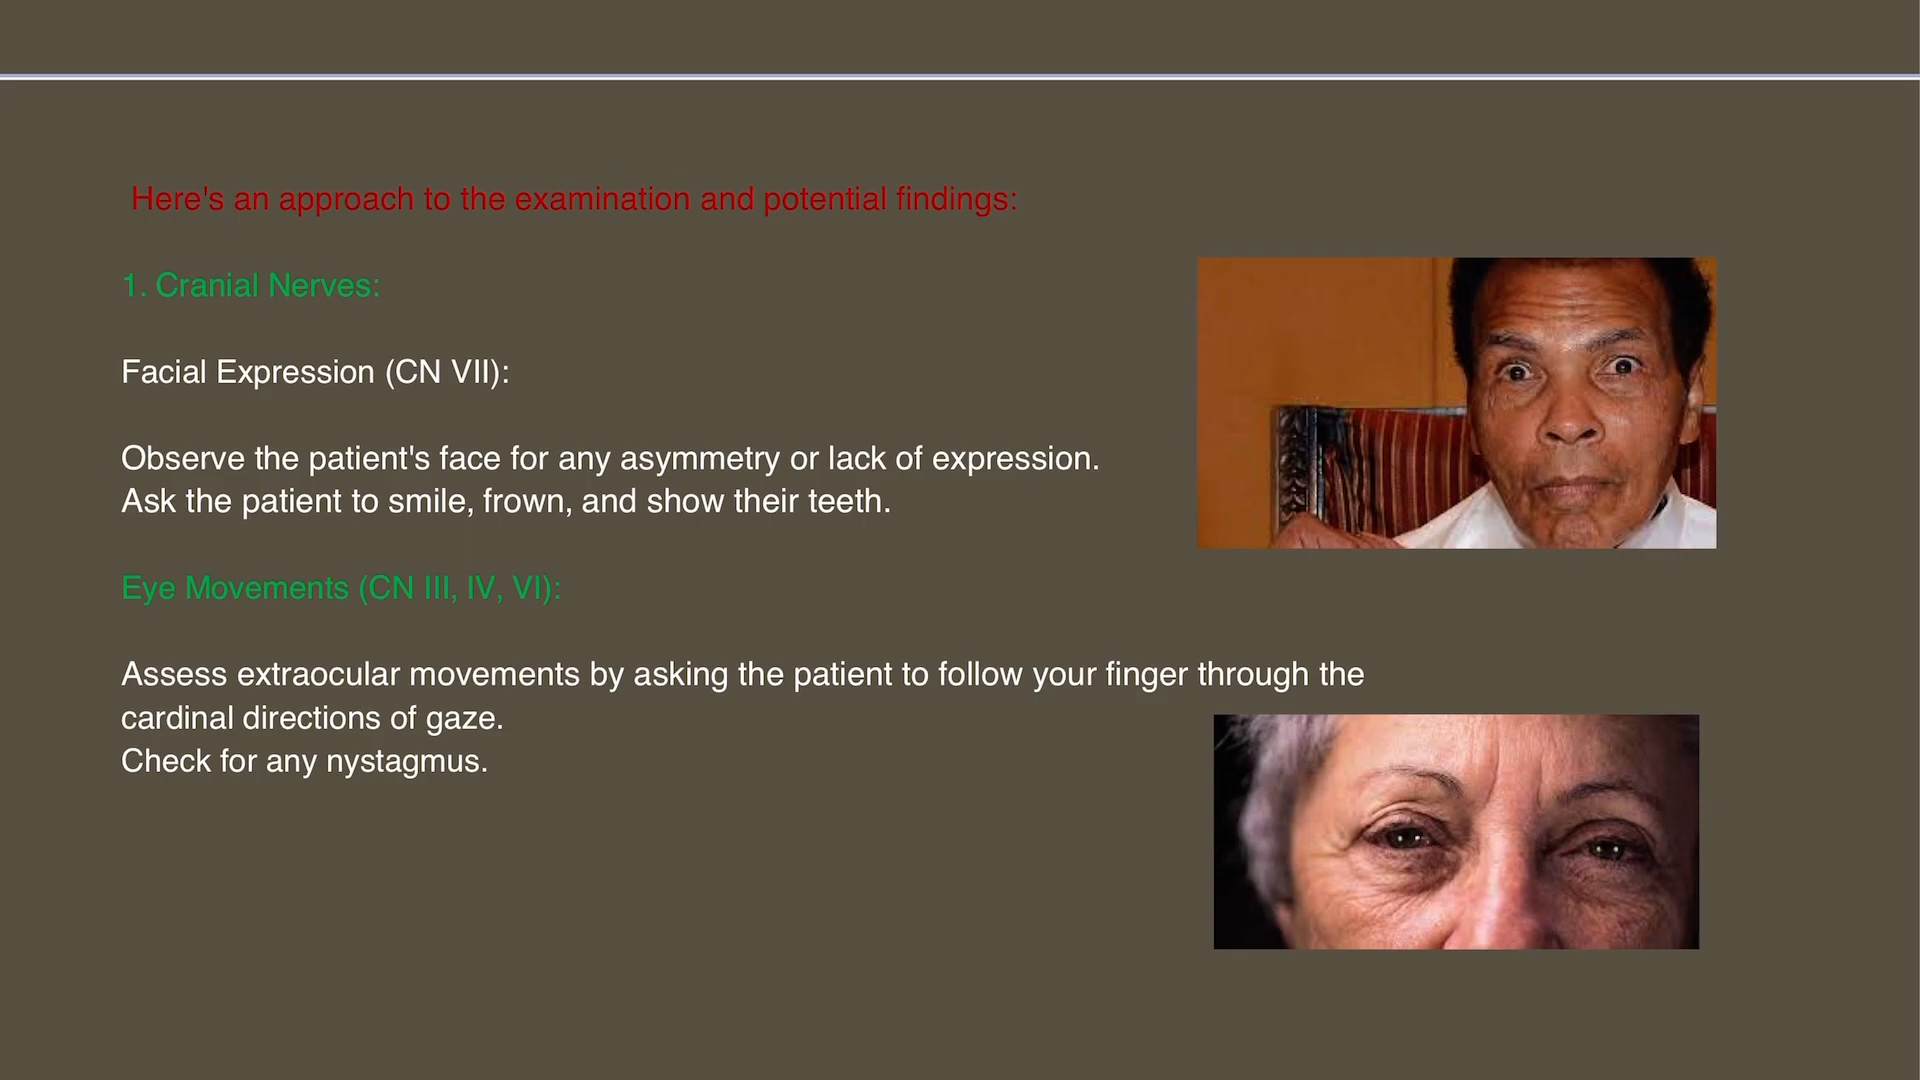 Here's an approach to the examination and potential findings:
1. Cranial Nerves:
Facial Expression (CN VII):
Observe the patient's face for any asymmetry or lack of expression.
Ask the patient to smile, frown, and show their teeth.
Eye Movements (CN III, IV, VI):
Assess extraocular movements by asking the patient to follow your finger through the
cardinal directions of gaze.
Check for any nystagmus.